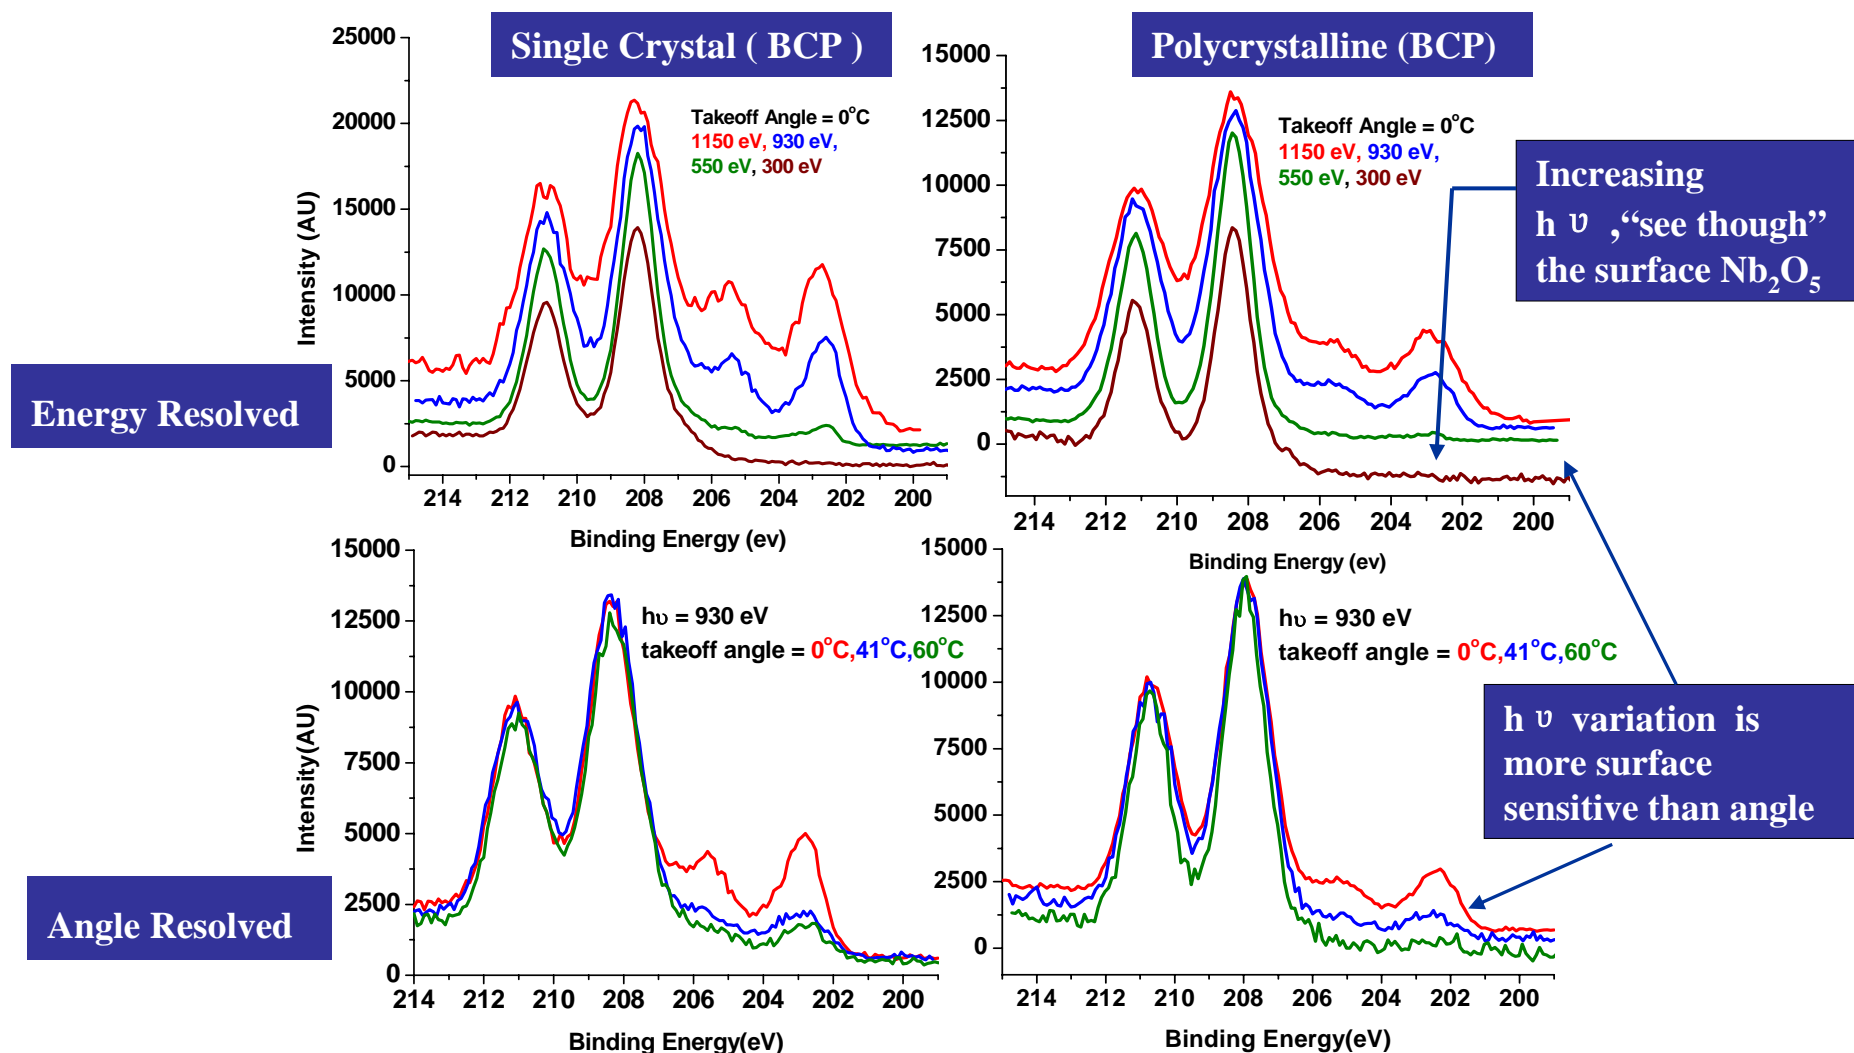 Single Crystal ( BCP )
Polycrystalline (BCP)
Energy Resolved
Angle Resolved
25000
20000
15000
10000
5000
0
Intensity (AU)
Takeoff Angle = 0°C
1150 eV, 930 eV,
550 eV, 300 eV
214 212 210 208 206 204 202 200
Binding Energy (ev)
15000
12500
10000
7500
5000
2500
0
Takeoff Angle = 0°C
1150 eV, 930 eV,
550 eV, 300 eV
214 212 210 208 206 204 202 200
Binding Energy (ev)
Increasing
h υ ,“see though”
the surface Nb₂O₅
15000
12500
10000
7500
5000
2500
0
Intensity(AU)
hυ = 930 eV
takeoff angle = 0°C,41°C,60°C
214 212 210 208 206 204 202 200
Binding Energy(eV)
15000
12500
10000
7500
5000
2500
0
hυ = 930 eV
takeoff angle = 0°C,41°C,60°C
214 212 210 208 206 204 202 200
Binding Energy(eV)
h υ variation is
more surface
sensitive than angle